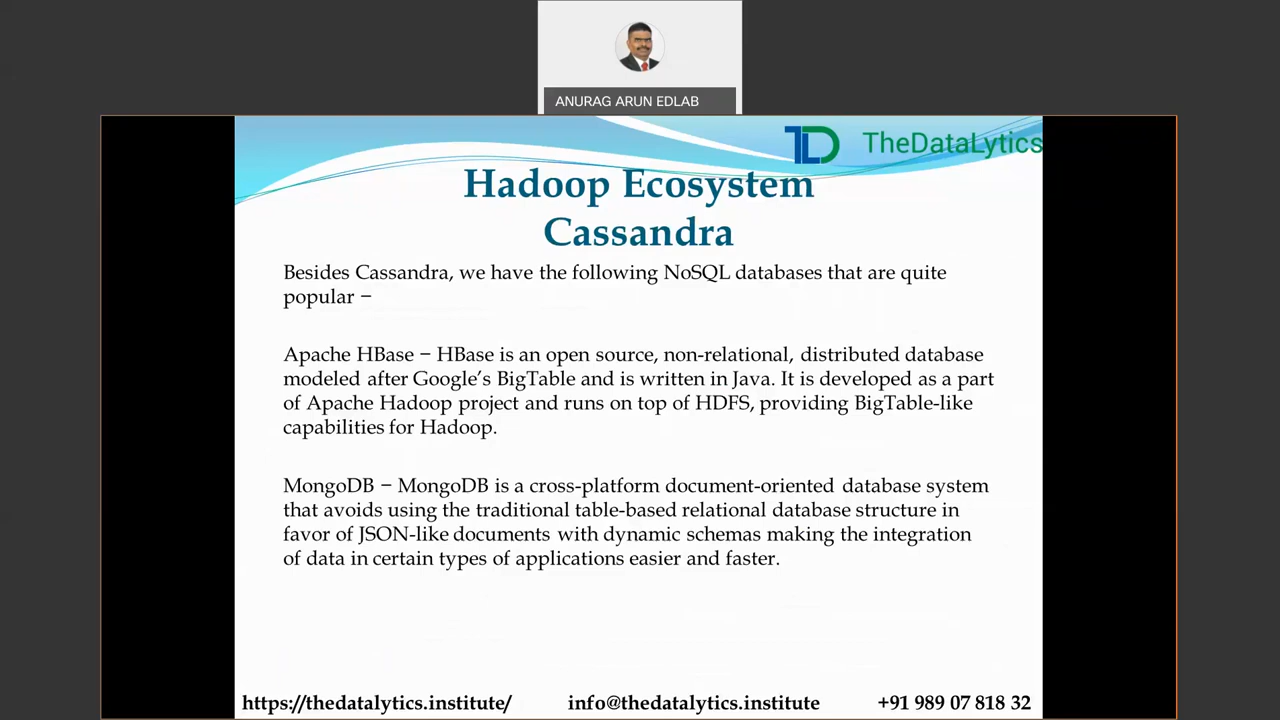 ANURAG ARUN EDLAB
TD TheDataLytics
Hadoop Ecosystem
Cassandra
Besides Cassandra, we have the following NoSQL databases that are quite
popular −
Apache HBase − HBase is an open source, non-relational, distributed database
modeled after Google’s BigTable and is written in Java. It is developed as a part
of Apache Hadoop project and runs on top of HDFS, providing BigTable-like
capabilities for Hadoop.
MongoDB − MongoDB is a cross-platform document-oriented database system
that avoids using the traditional table-based relational database structure in
favor of JSON-like documents with dynamic schemas making the integration
of data in certain types of applications easier and faster.
https://thedatalytics.institute/ info@thedatalytics.institute +91 989 07 818 32